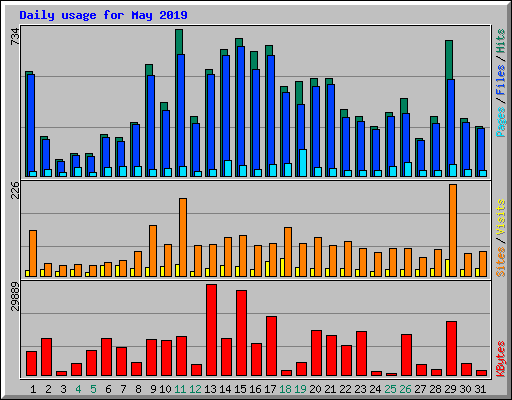 Daily usage for May 2019
734
Pages / Files / Hits
226
Sites / Visits
29889
KBytes
1 2 3 4 5 6 7 8 9 10 11 12 13 14 15 16 17 18 19 20 21 22 23 24 25 26 27 28 29 30 31